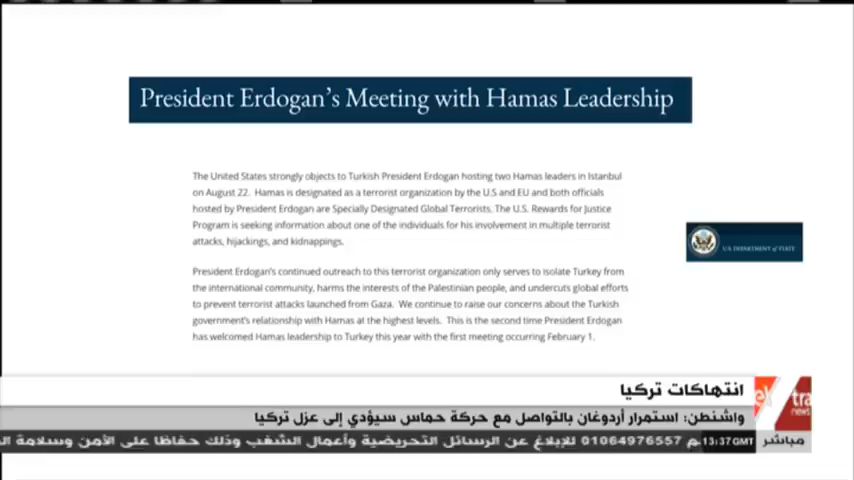 President Erdogan's Meeting with Hamas Leadership
The United States strongly objects to Turkish President Erdogan hosting two Hamas leaders in Istanbul
on August 22. Hamas is designated as a terrorist organization by the U.S and EU and both officials
hosted by President Erdogan are Specially Designated Global Terrorists. The U.S. Rewards for Justice
Program is seeking information about one of the individuals for his involvement in multiple terrorist
attacks, hijackings, and kidnappings.
U.S. DEPARTMENT of STATE
President Erdogan's continued outreach to this terrorist organization only serves to isolate Turkey from
the international community, harms the interests of the Palestinian people, and undercuts global efforts
to prevent terrorist attacks launched from Gaza. We continue to raise our concerns about the Turkish
government's relationship with Hamas at the highest levels. This is the second time President Erdogan
has welcomed Hamas leadership to Turkey this year with the first meeting occurring February 1.
انتهاكات تركيا
واشنطن: استمرار أردوغان بالتواصل مع حركة حماس سيؤدي إلى عزل تركيا
extra
news
مباشر
13:37 GMT
01064976557 للإبلاغ عن الرسائل التحريضية وأعمال الشغب وذلك حفاظا على الأمن وسلامة